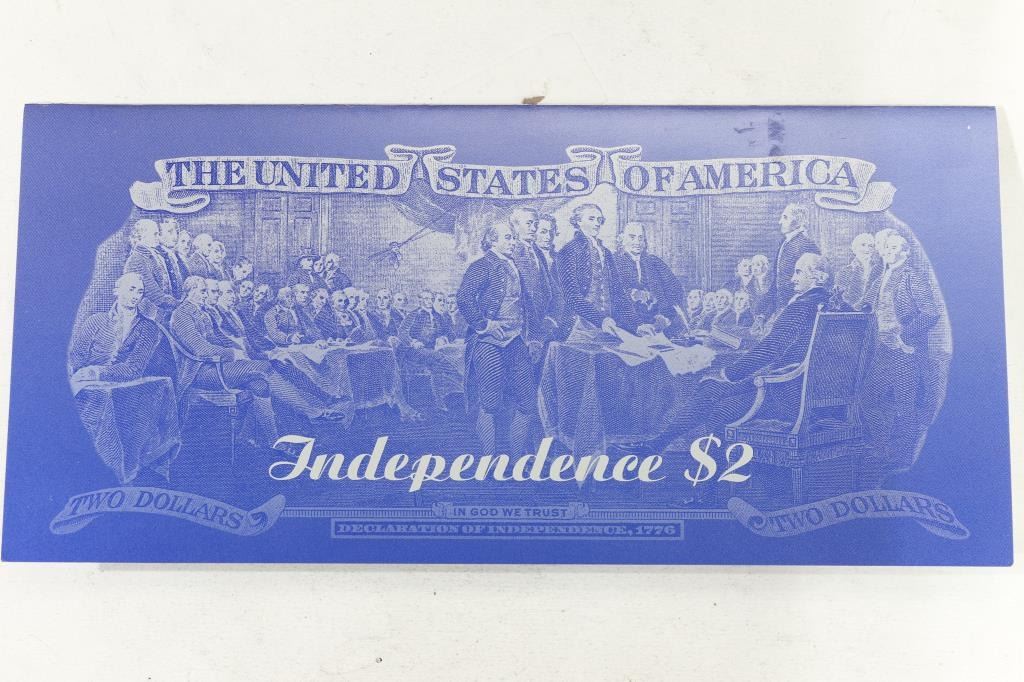 THE UNITED STATES OF AMERICA
Independence $2
TWO DOLLARS
IN GOD WE TRUST
TWO DOLLARS
DECLARATION OF INDEPENDENCE, 1776